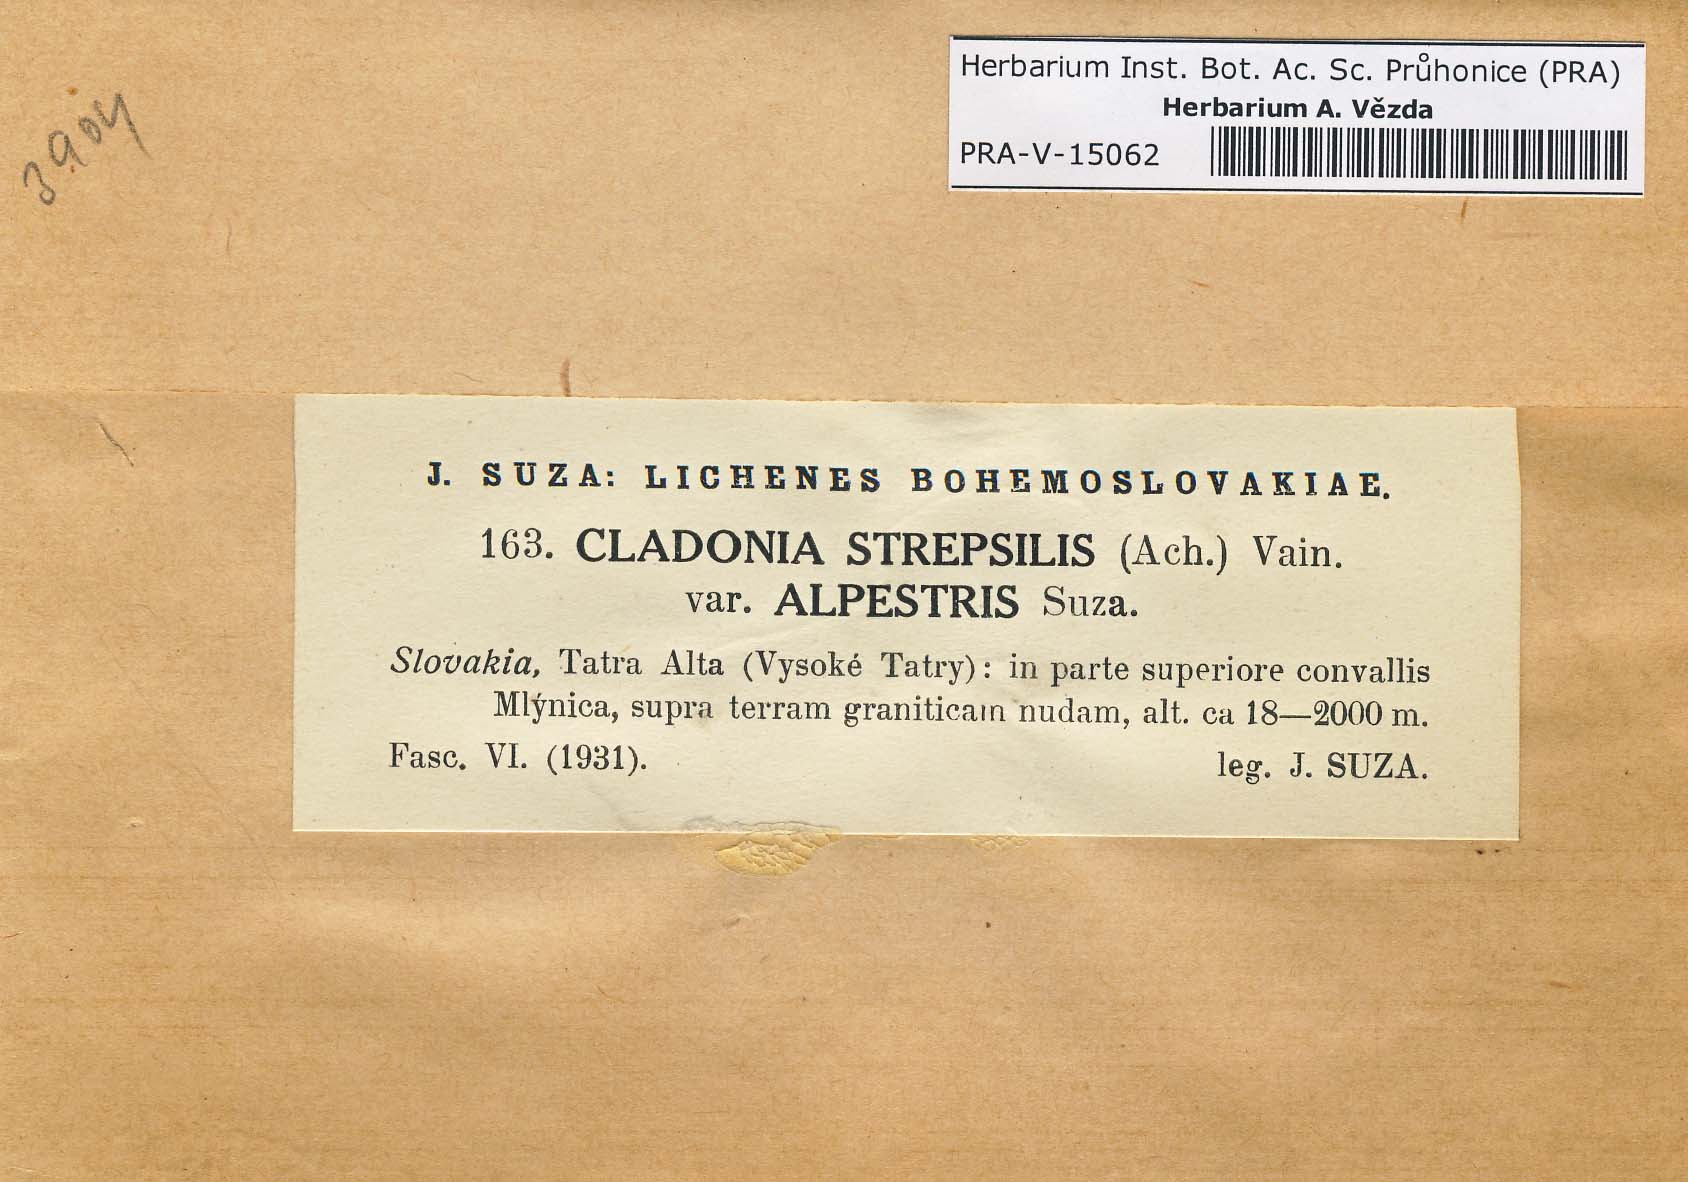 3904
Herbarium Inst. Bot. Ac. Sc. Průhonice (PRA)
Herbarium A. Vězda
PRA-V-15062
J. SUZA: LICHENES BOHEMOSLOVAKIAE.
163. CLADONIA STREPSILIS (Ach.) Vain.
var. ALPESTRIS Suza.
Slovakia, Tatra Alta (Vysoké Tatry): in parte superiore convallis
Mlýnica, supra terram graniticam nudam, alt. ca 18—2000 m.
Fasc. VI. (1931). leg. J. SUZA.